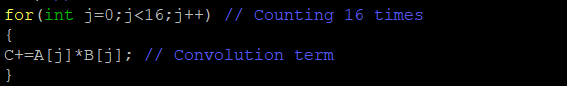 for(int j=0;j<16;j++) // Counting 16 times
{
C+=A[j]*B[j]; // Convolution term
}